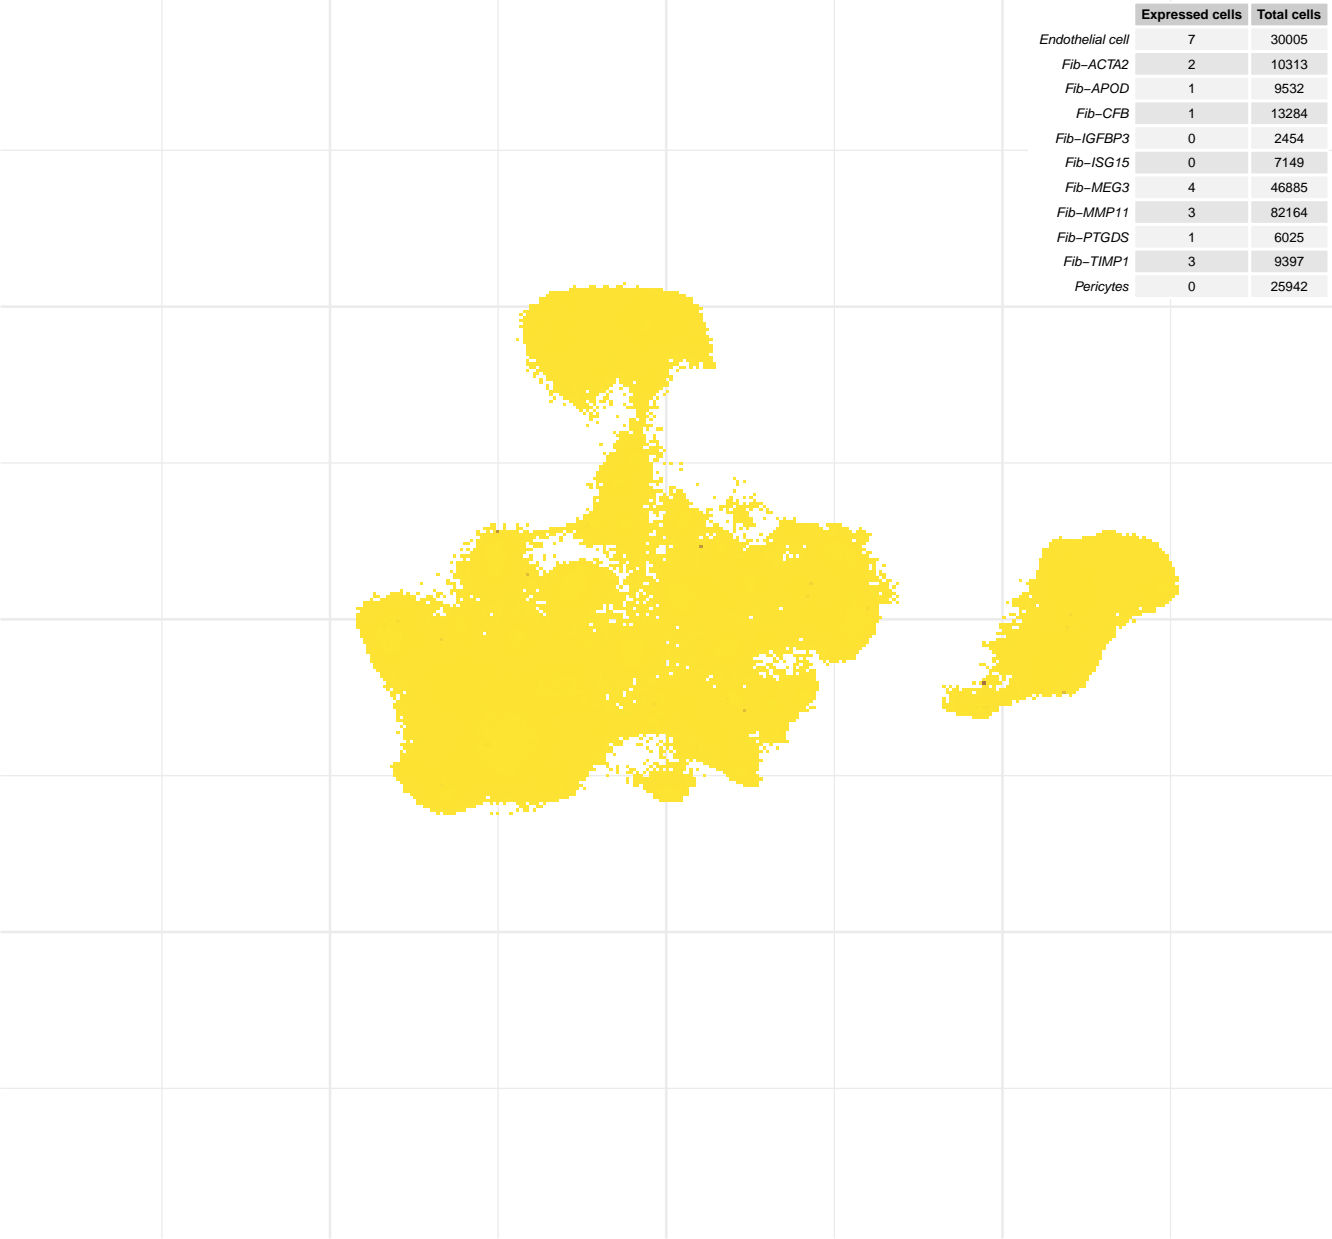 Expressed cells Total cells
Endothelial cell 7 30005
Fib−ACTA2 2 10313
Fib−APOD 1 9532
Fib−CFB 1 13284
Fib−IGFBP3 0 2454
Fib−ISG15 0 7149
Fib−MEG3 4 46885
Fib−MMP11 3 82164
Fib−PTGDS 1 6025
Fib−TIMP1 3 9397
Pericytes 0 25942